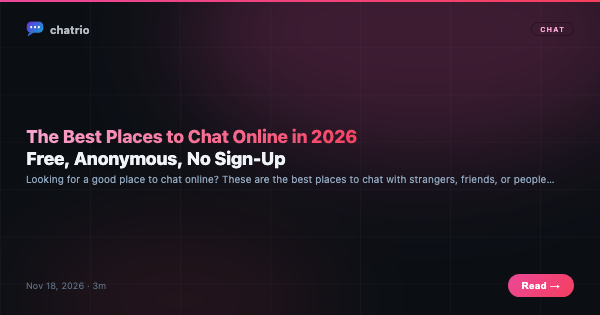 chatrio
CHAT
The Best Places to Chat Online in 2026
Free, Anonymous, No Sign-Up
Looking for a good place to chat online? These are the best places to chat with strangers, friends, or people…
Nov 18, 2026 · 3m
Read →